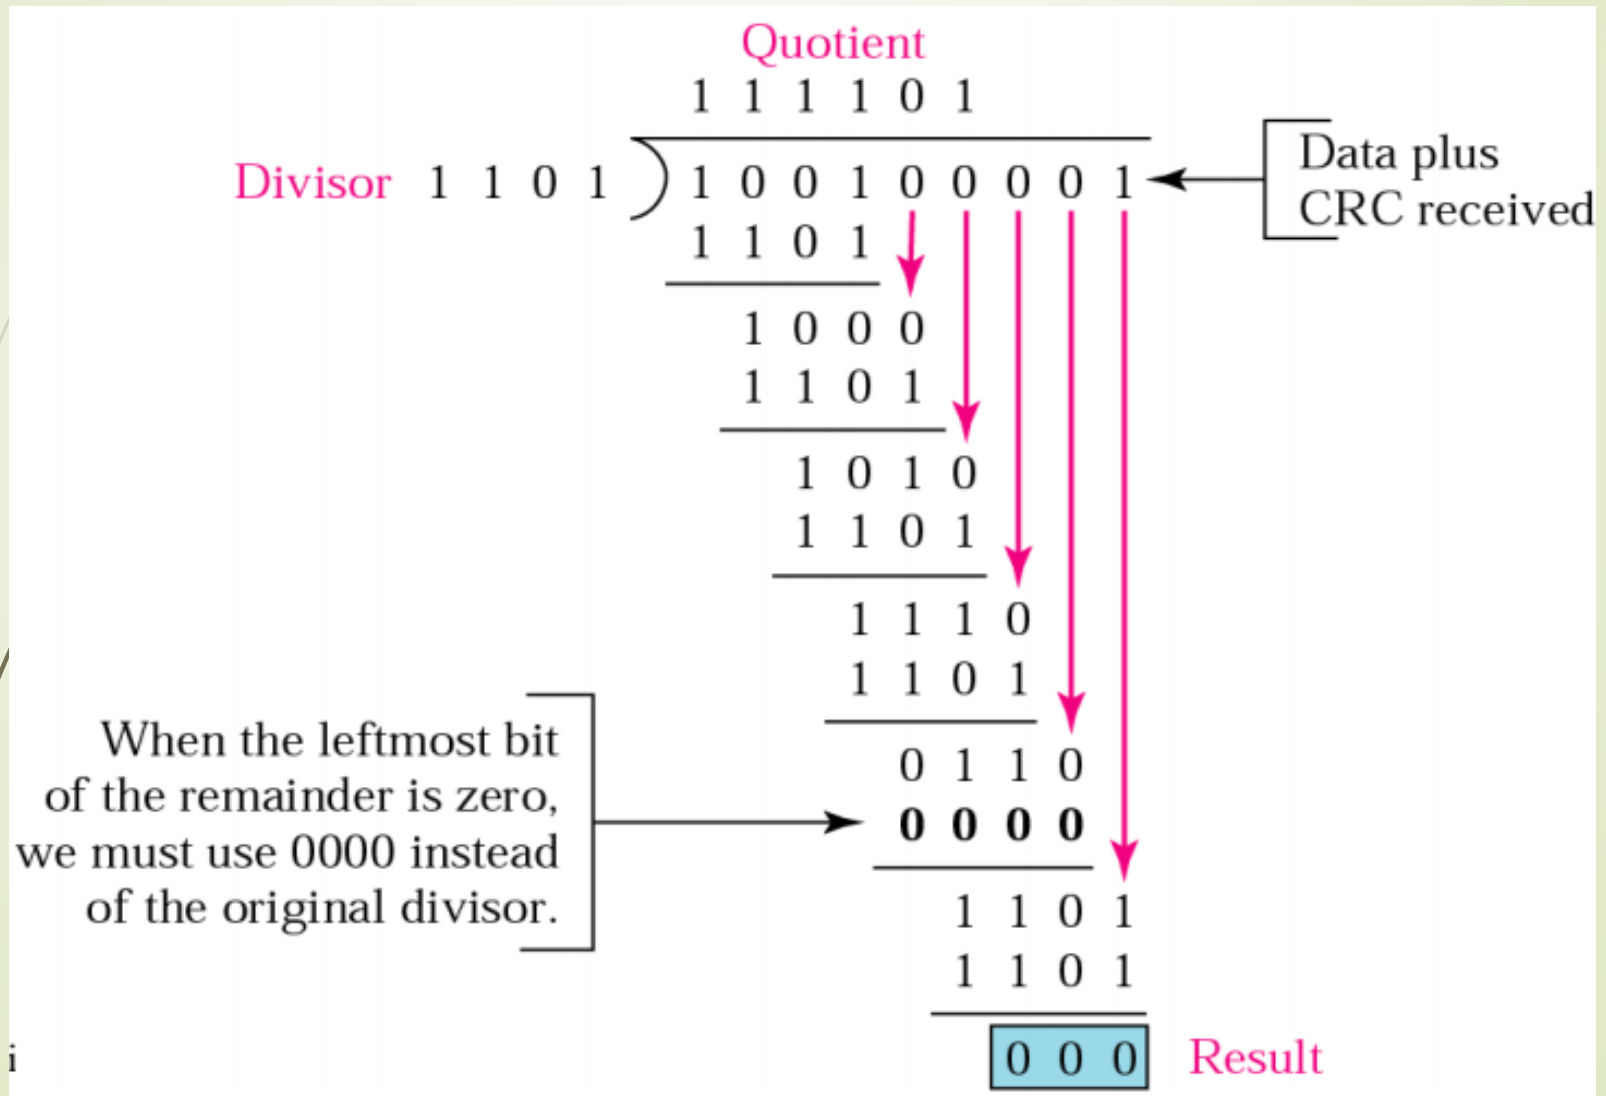 Quotient
1 1 1 1 0 1
Divisor 1 1 0 1 1 0 0 1 0 0 0 0 1
Data plus
CRC received
1 1 0 1
1 0 0 0
1 1 0 1
1 0 1 0
1 1 0 1
1 1 1 0
1 1 0 1
When the leftmost bit
of the remainder is zero,
we must use 0000 instead
of the original divisor.
0 1 1 0
0 0 0 0
1 1 0 1
1 1 0 1
0 0 0 Result
i